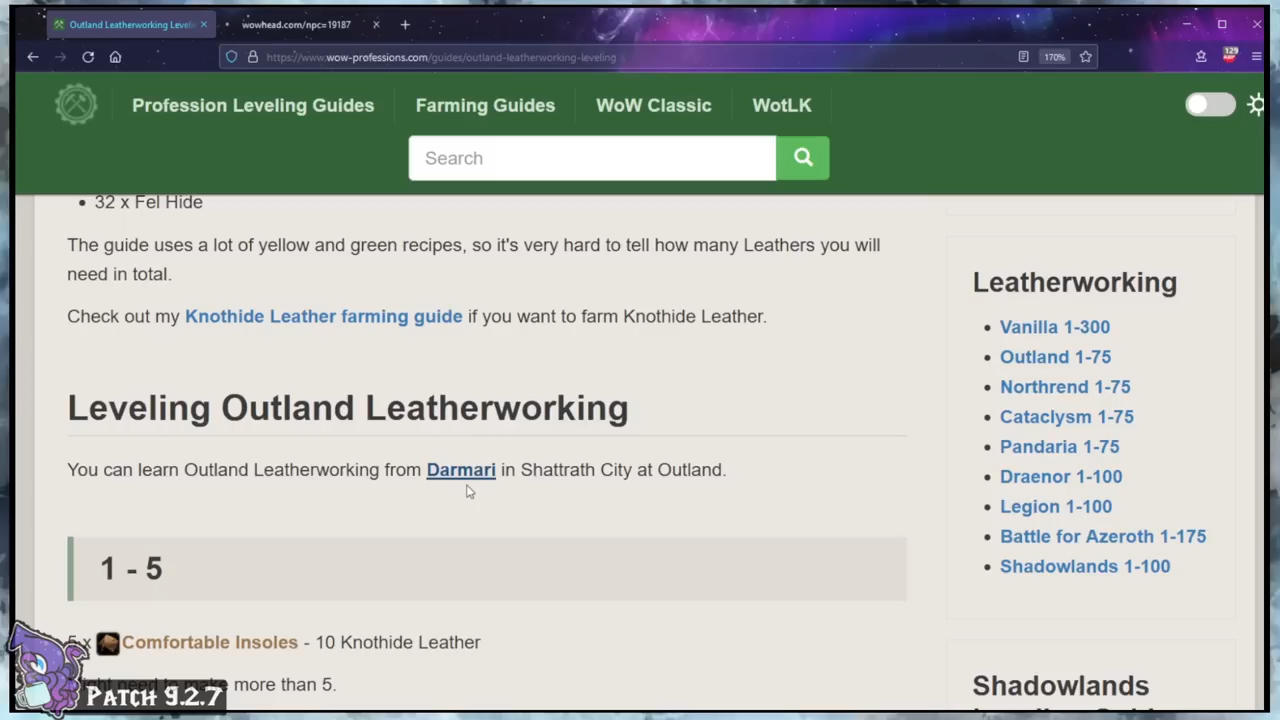 Outland Leatherworking Levelin
wowhead.com/npc=19187
https://www.wow-professions.com/guides/outland-leatherworking-leveling
170%
129
Profession Leveling Guides
Farming Guides
WoW Classic
WotLK
Search
• 32 x Fel Hide
The guide uses a lot of yellow and green recipes, so it's very hard to tell how many Leathers you will
need in total.
Check out my Knothide Leather farming guide if you want to farm Knothide Leather.
Leveling Outland Leatherworking
You can learn Outland Leatherworking from Darmari in Shattrath City at Outland.
1 - 5
5 x Comfortable Insoles - 10 Knothide Leather
need to make more than 5.
Leatherworking
• Vanilla 1-300
• Outland 1-75
• Northrend 1-75
• Cataclysm 1-75
• Pandaria 1-75
• Draenor 1-100
• Legion 1-100
• Battle for Azeroth 1-175
• Shadowlands 1-100
Shadowlands
Patch 9.2.7